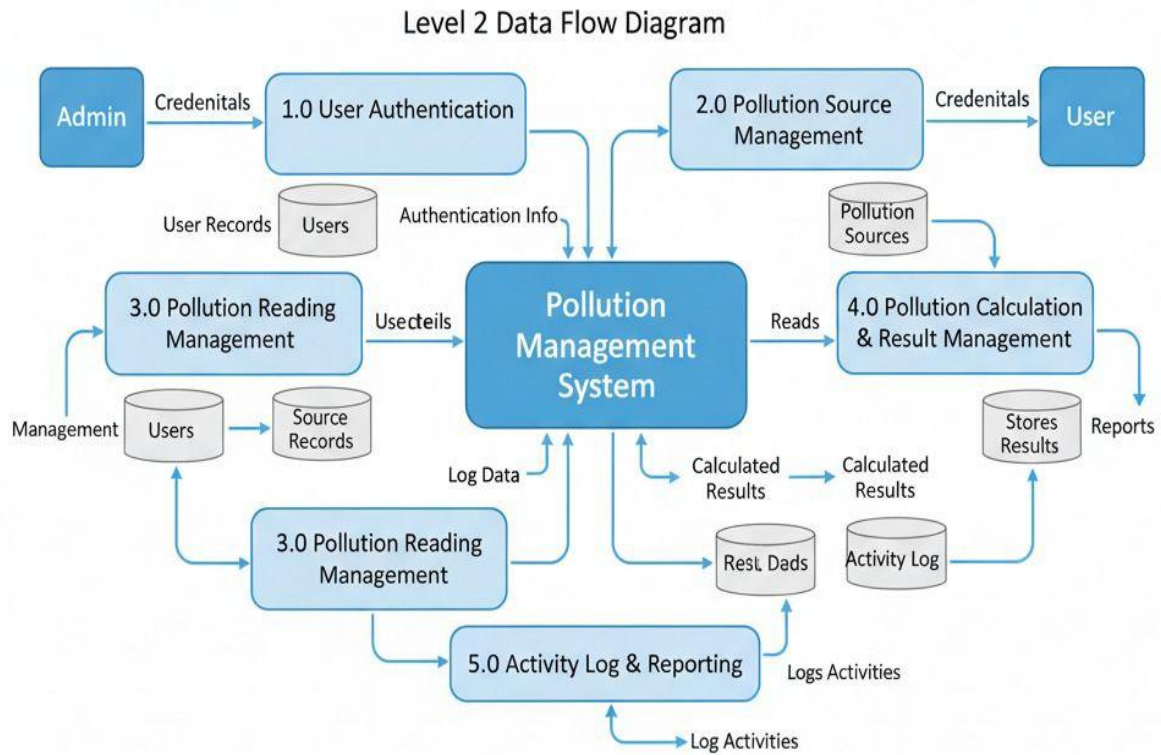 Level 2 Data Flow Diagram
Admin
Credenitals
1.0 User Authentication
2.0 Pollution Source
Management
Credenitals
User
User Records
Users
Authentication Info
Pollution
Sources
3.0 Pollution Reading
Management
Usecteils
Pollution
Management
System
Reads
4.0 Pollution Calculation
& Result Management
Management
Users
Source
Records
Stores
Results
Reports
Log Data
Calculated
Results
Calculated
Results
3.0 Pollution Reading
Management
Rest. Dads
Activity Log
5.0 Activity Log & Reporting
Logs Activities
Log Activities